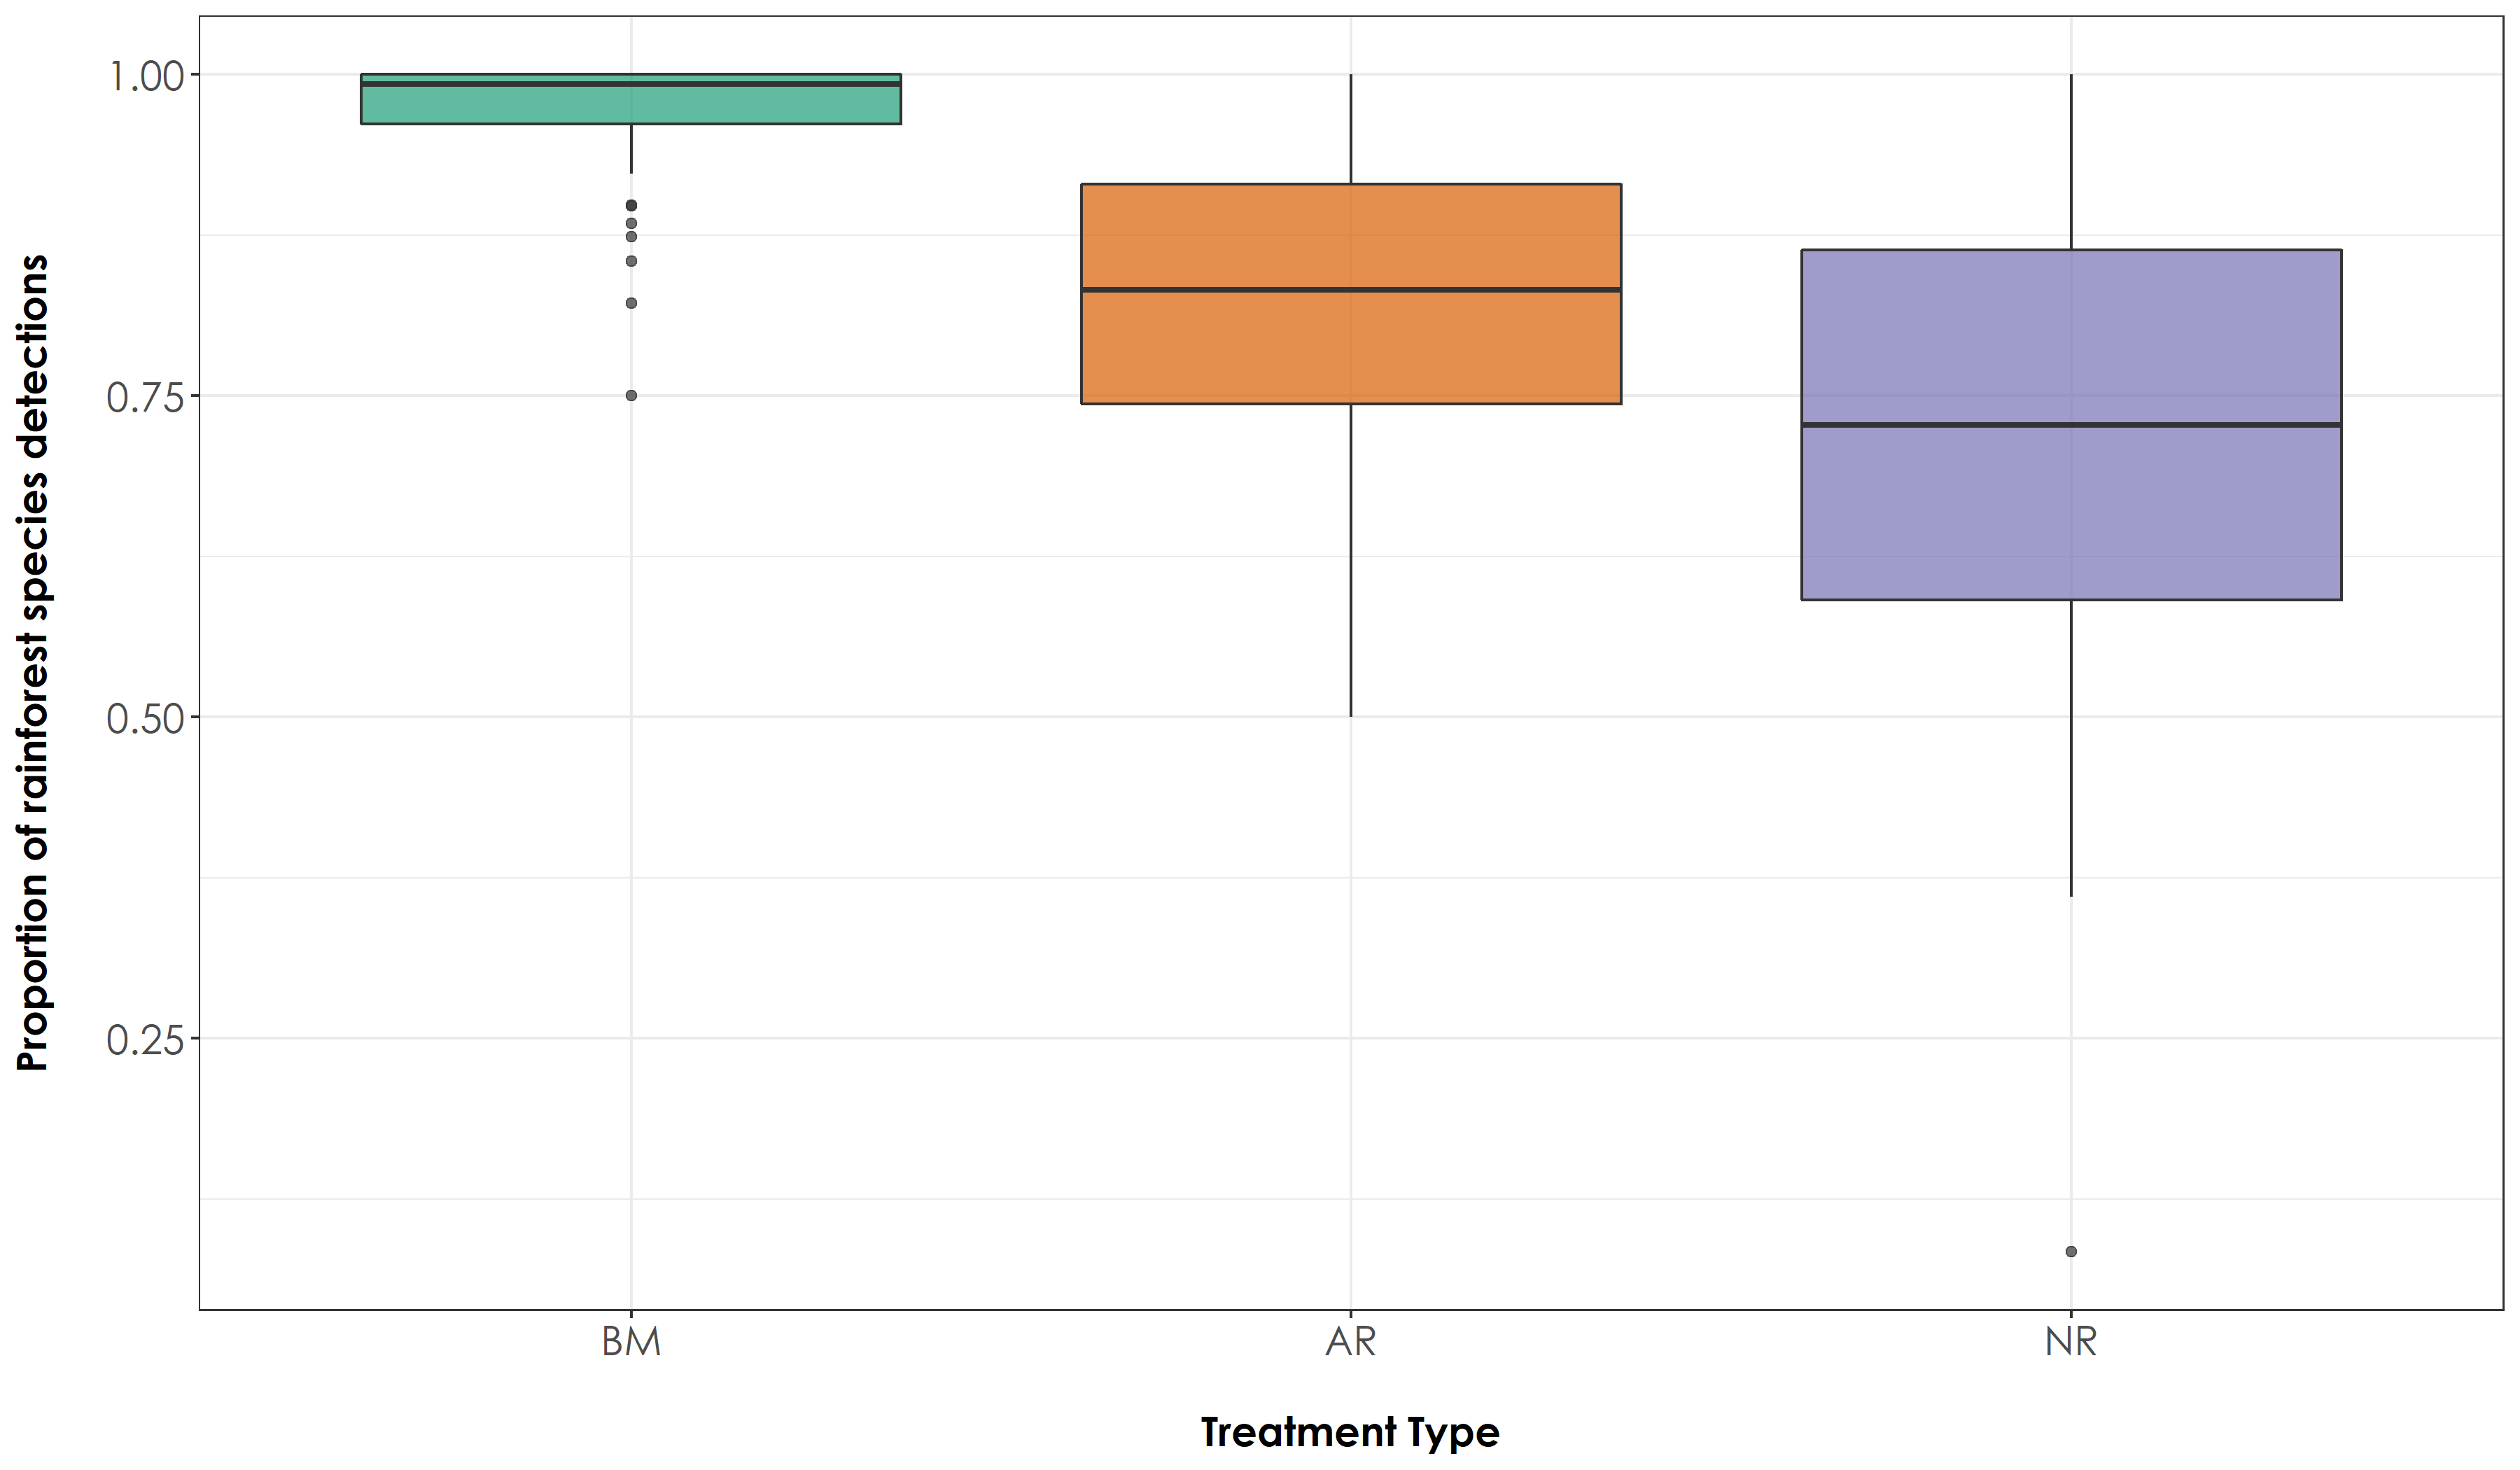 Proportion of rainforest species detections
1.00
0.75
0.50
0.25
BM
AR
NR
Treatment Type